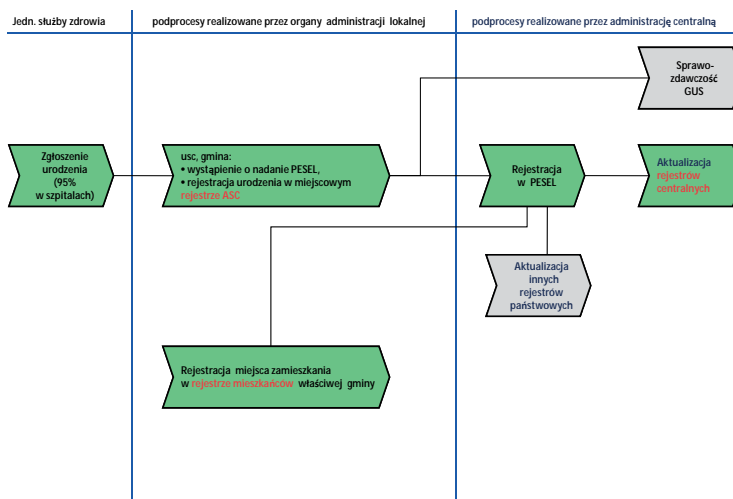 Jedn. służby zdrowia
podprocesy realizowane przez organy administracji lokalnej
podprocesy realizowane przez administrację centralną
Sprawo-
zdawczość
GUS
Zgłoszenie
urodzenia
(95%
w szpitalach)
usc, gmina:
• wystąpienie o nadanie PESEL,
• rejestracja urodzenia w miejscowym
rejestrze ASC
Rejestracja
w PESEL
Aktualizacja
rejestrów
centralnych
Aktualizacja
innych
rejestrów
państwowych
Rejestracja miejsca zamieszkania
w rejestrze mieszkańców właściwej gminy